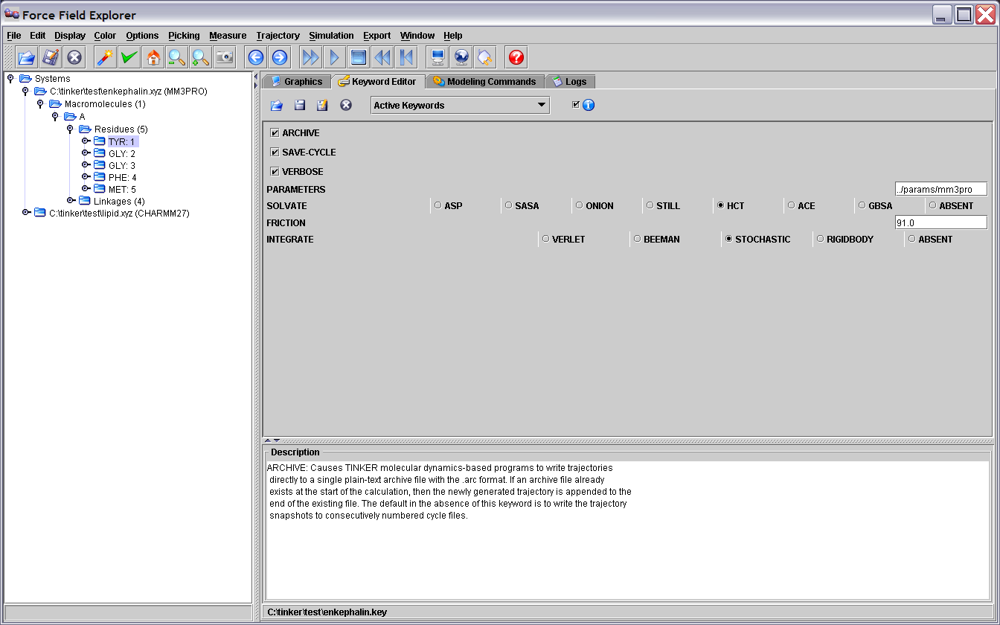 Force Field Explorer
File Edit Display Color Options Picking Measure Trajectory Simulation Export Window Help
Systems
C:\tinker\test\enkephalin.xyz (MM3PRO)
Macromolecules (1)
A
Residues (5)
TYR: 1
GLY: 2
GLY: 3
PHE: 4
MET: 5
Linkages (4)
C:\tinker\test\lipid.xyz (CHARMM27)
Graphics Keyword Editor Modeling Commands Logs
Active Keywords
ARCHIVE
SAVE-CYCLE
VERBOSE
PARAMETERS ../params/mm3pro
SOLVATE ASP SASA ONION STILL HCT ACE GBSA ABSENT
FRICTION 91.0
INTEGRATE VERLET BEEMAN STOCHASTIC RIGIDBODY ABSENT
Description
ARCHIVE: Causes TINKER molecular dynamics-based programs to write trajectories
directly to a single plain-text archive file with the .arc format. If an archive file already
exists at the start of the calculation, then the newly generated trajectory is appended to the
end of the existing file. The default in the absence of this keyword is to write the trajectory
snapshots to consecutively numbered cycle files.
C:\tinker\test\enkephalin.key